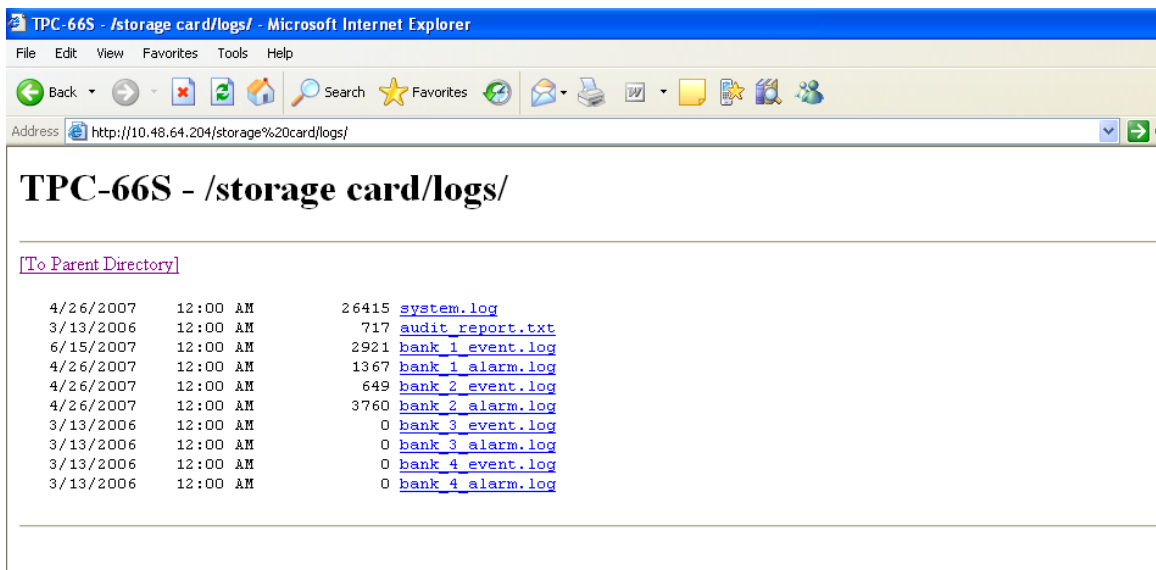 TPC-66S - /storage card/logs/ - Microsoft Internet Explorer
File Edit View Favorites Tools Help
Back Search Favorites W
Address http://10.48.64.204/storage%20card/logs/
TPC-66S - /storage card/logs/
[To Parent Directory]
4/26/2007 12:00 AM 26415 system.log
3/13/2006 12:00 AM 717 audit_report.txt
6/15/2007 12:00 AM 2921 bank_1_event.log
4/26/2007 12:00 AM 1367 bank_1_alarm.log
4/26/2007 12:00 AM 649 bank_2_event.log
4/26/2007 12:00 AM 3760 bank_2_alarm.log
3/13/2006 12:00 AM 0 bank_3_event.log
3/13/2006 12:00 AM 0 bank_3_alarm.log
3/13/2006 12:00 AM 0 bank_4_event.log
3/13/2006 12:00 AM 0 bank_4_alarm.log